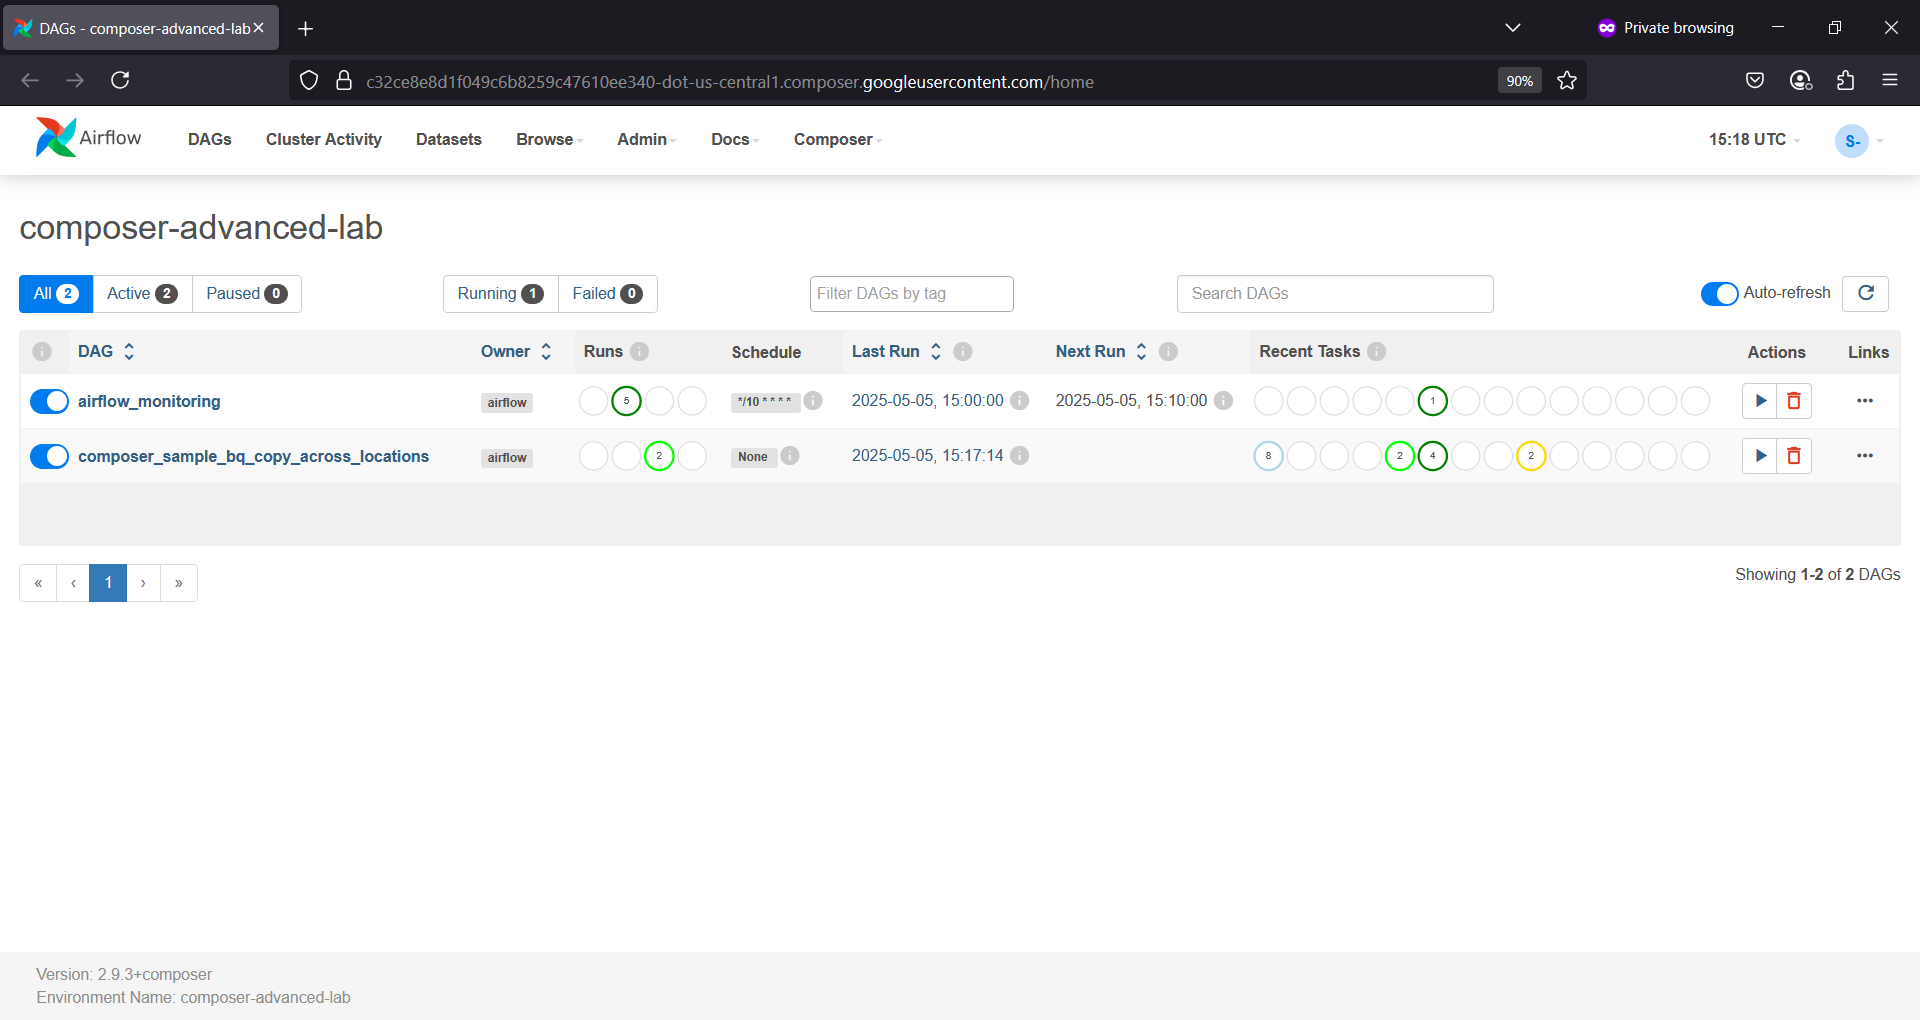 DAGs - composer-advanced-lab
Private browsing
c32ce8e8d1f049c6b8259c47610ee340-dot-us-central1.composer.googleusercontent.com/home
90%
Airflow
DAGs
Cluster Activity
Datasets
Browse
Admin
Docs
Composer
15:18 UTC
S-
composer-advanced-lab
All 2
Active 2
Paused 0
Running 1
Failed 0
Filter DAGs by tag
Search DAGs
Auto-refresh
DAG Owner Runs Schedule Last Run Next Run Recent Tasks Actions Links
airflow_monitoring airflow 5 */10 * * * * 2025-05-05, 15:00:00 2025-05-05, 15:10:00 1
composer_sample_bq_copy_across_locations airflow 2 None 2025-05-05, 15:17:14 8 2 4 2
« ‹ 1 › »
Showing 1-2 of 2 DAGs
Version: 2.9.3+composer
Environment Name: composer-advanced-lab